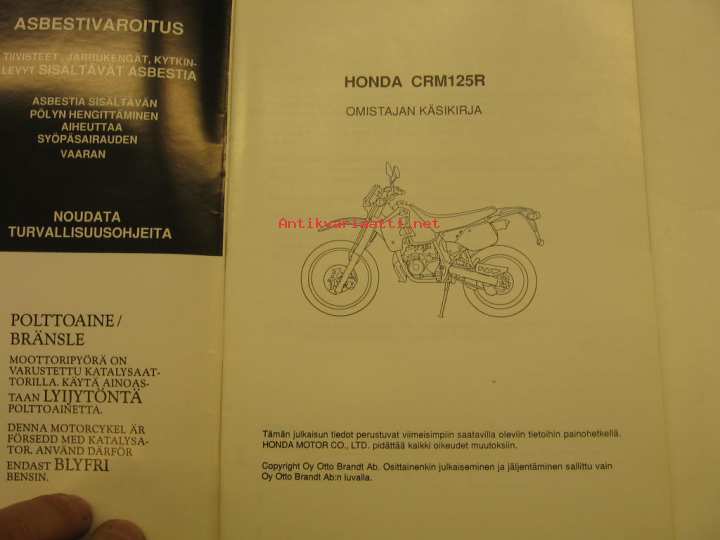 ASBESTIVAROITUS
TIIVISTEET, JARRUKENGÄT, KYTKIN-
LEVYT SISÄLTÄVÄT ASBESTIA
ASBESTIA SISÄLTÄVÄN
PÖLYN HENGITTÄMINEN
AIHEUTTAA
SYÖPÄSAIRAUDEN
VAARAN
NOUDATA
TURVALLISUUSOHJEITA
POLTTOAINE/
BRÄNSLE
MOOTTORIPYÖRÄ ON
VARUSTETTU KATALYSAAT-
TORILLA. KÄYTÄ AINOAS-
TAAN LYIJYTÖNTÄ
POLTTOAINETTA.
DENNA MOTORCYKEL ÄR
FÖRSEDD MED KATALYSA-
TOR. ANVÄND DÄRFÖR
ENDAST BLYFRI
BENSIN.
HONDA CRM125R
OMISTAJAN KÄSIKIRJA
Antikvariaatti.net
Tämän julkaisun tiedot perustuvat viimeisimpiin saatavilla oleviin tietoihin painohetkellä.
HONDA MOTOR CO., LTD. pidättää kaikki oikeudet muutoksiin.
Copyright Oy Otto Brandt Ab. Osittainenkin julkaiseminen ja jäljentäminen sallittu vain
Oy Otto Brandt Ab:n luvalla.